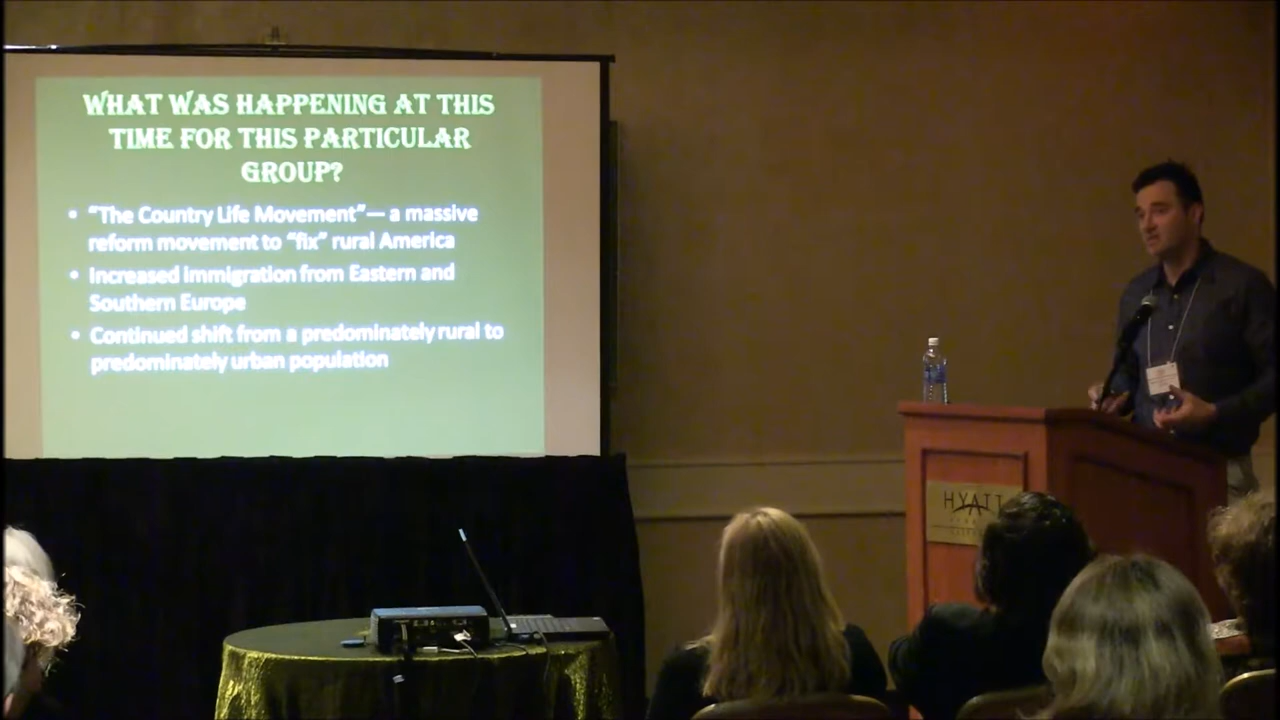 WHAT WAS HAPPENING AT THIS
TIME FOR THIS PARTICULAR
GROUP?
• “The Country Life Movement”— a massive
reform movement to “fix” rural America
• Increased immigration from Eastern and
Southern Europe
• Continued shift from a predominately rural to
predominately urban population
HYATT